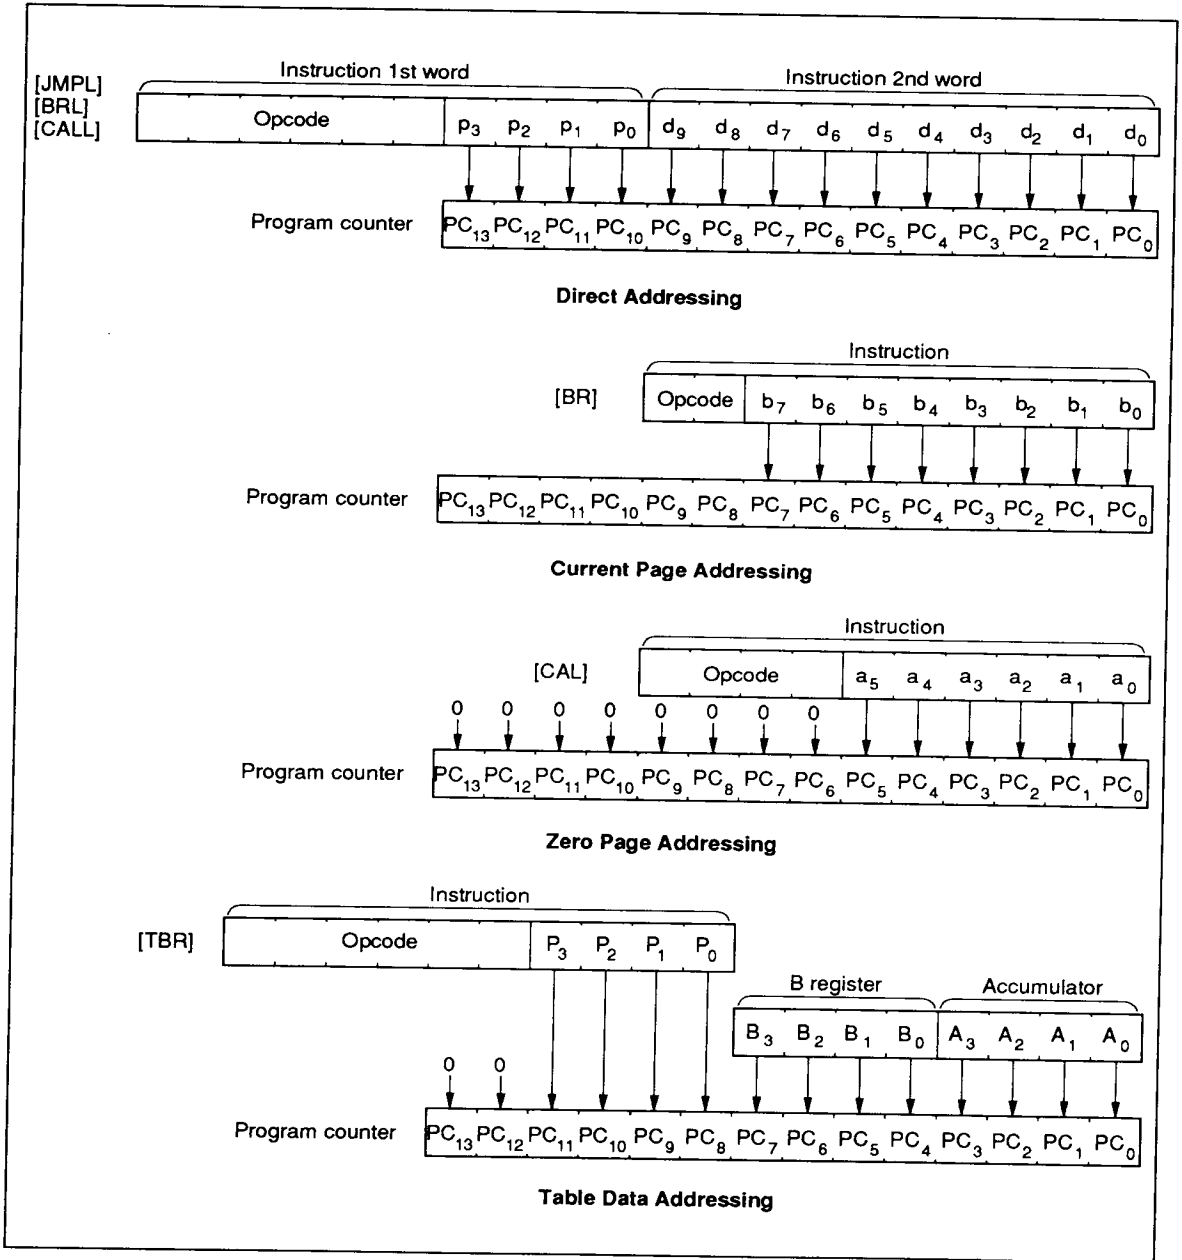 [JMPL]
[BRL]
[CALL]
Instruction 1st word
Instruction 2nd word
Opcode p3 p2 p1 p0 d9 d8 d7 d6 d5 d4 d3 d2 d1 d0
Program counter PC13 PC12 PC11 PC10 PC9 PC8 PC7 PC6 PC5 PC4 PC3 PC2 PC1 PC0
Direct Addressing
Instruction
[BR] Opcode b7 b6 b5 b4 b3 b2 b1 b0
Program counter PC13 PC12 PC11 PC10 PC9 PC8 PC7 PC6 PC5 PC4 PC3 PC2 PC1 PC0
Current Page Addressing
Instruction
[CAL] Opcode a5 a4 a3 a2 a1 a0
0 0 0 0 0 0 0 0
Program counter PC13 PC12 PC11 PC10 PC9 PC8 PC7 PC6 PC5 PC4 PC3 PC2 PC1 PC0
Zero Page Addressing
Instruction
[TBR] Opcode P3 P2 P1 P0
B register Accumulator
B3 B2 B1 B0 A3 A2 A1 A0
0 0
Program counter PC13 PC12 PC11 PC10 PC9 PC8 PC7 PC6 PC5 PC4 PC3 PC2 PC1 PC0
Table Data Addressing